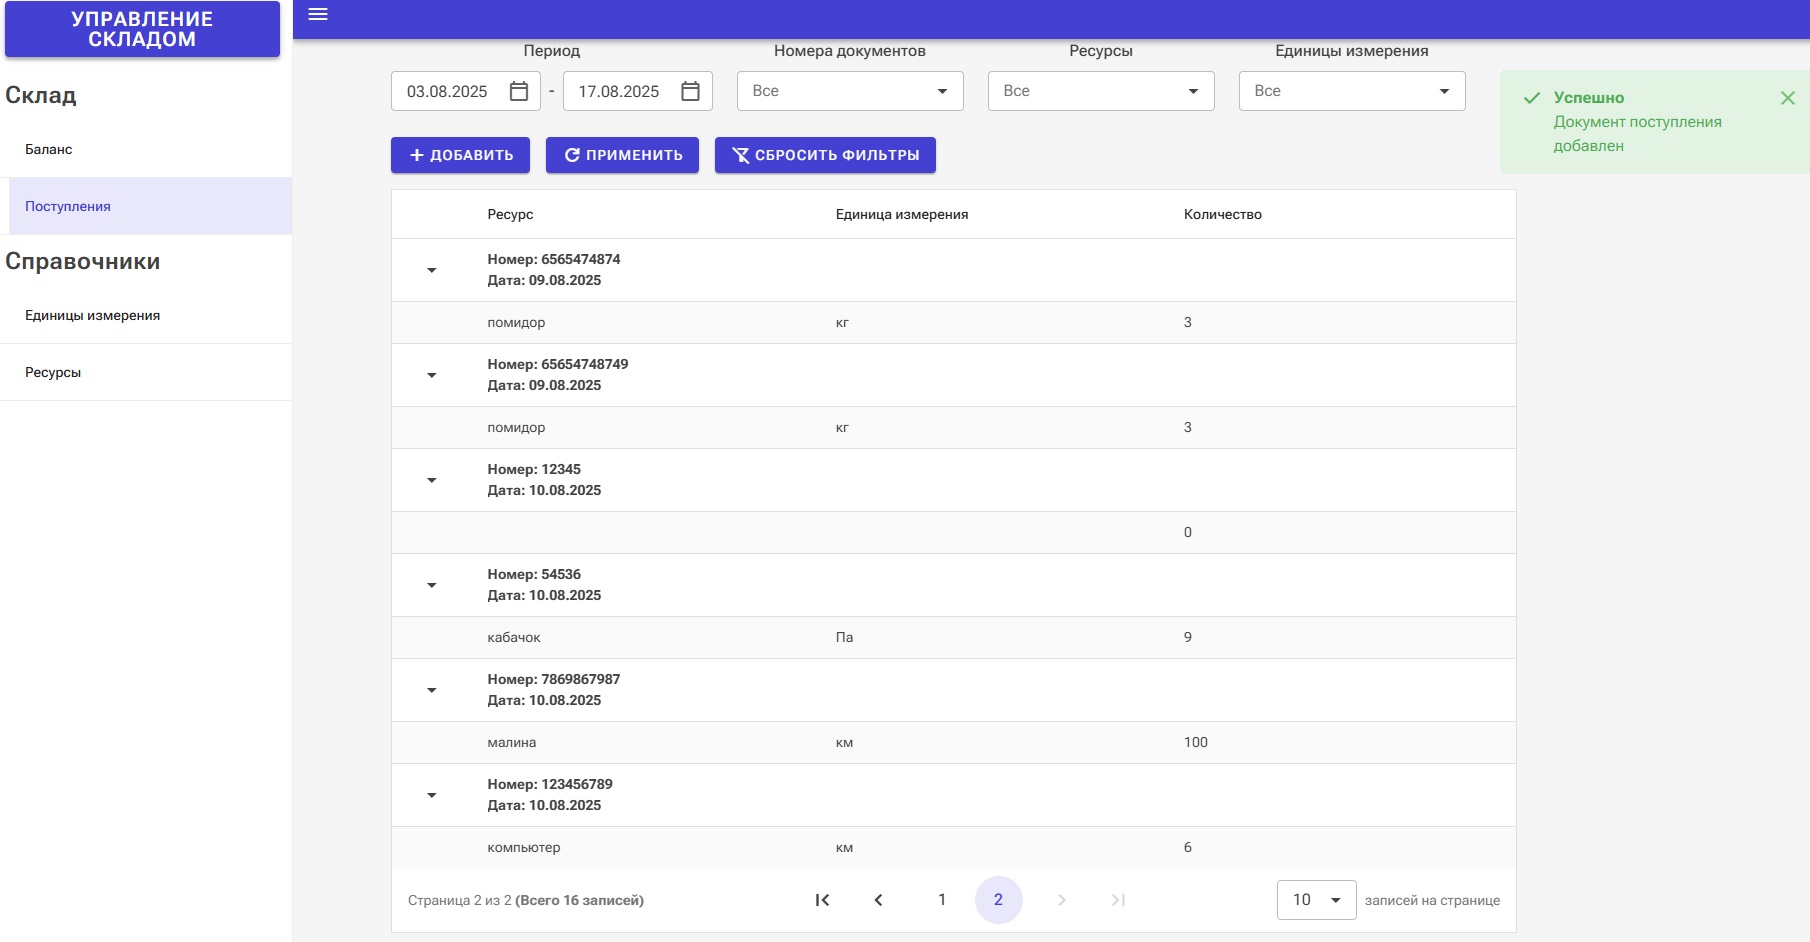 УПРАВЛЕНИЕ
СКЛАДОМ
Склад
Баланс
Поступления
Справочники
Единицы измерения
Ресурсы
Период Номера документов Ресурсы Единицы измерения
03.08.2025 - 17.08.2025 Все Все Все
ДОБАВИТЬ ПРИМЕНИТЬ СБРОСИТЬ ФИЛЬТРЫ
Успешно
Документ поступления
добавлен
Ресурс Единица измерения Количество
Номер: 6565474874
Дата: 09.08.2025
помидор кг 3
Номер: 65654748749
Дата: 09.08.2025
помидор кг 3
Номер: 12345
Дата: 10.08.2025
0
Номер: 54536
Дата: 10.08.2025
кабачок Па 9
Номер: 7869867987
Дата: 10.08.2025
малина км 100
Номер: 123456789
Дата: 10.08.2025
компьютер км 6
Страница 2 из 2 (Всего 16 записей) 1 2 10 записей на странице